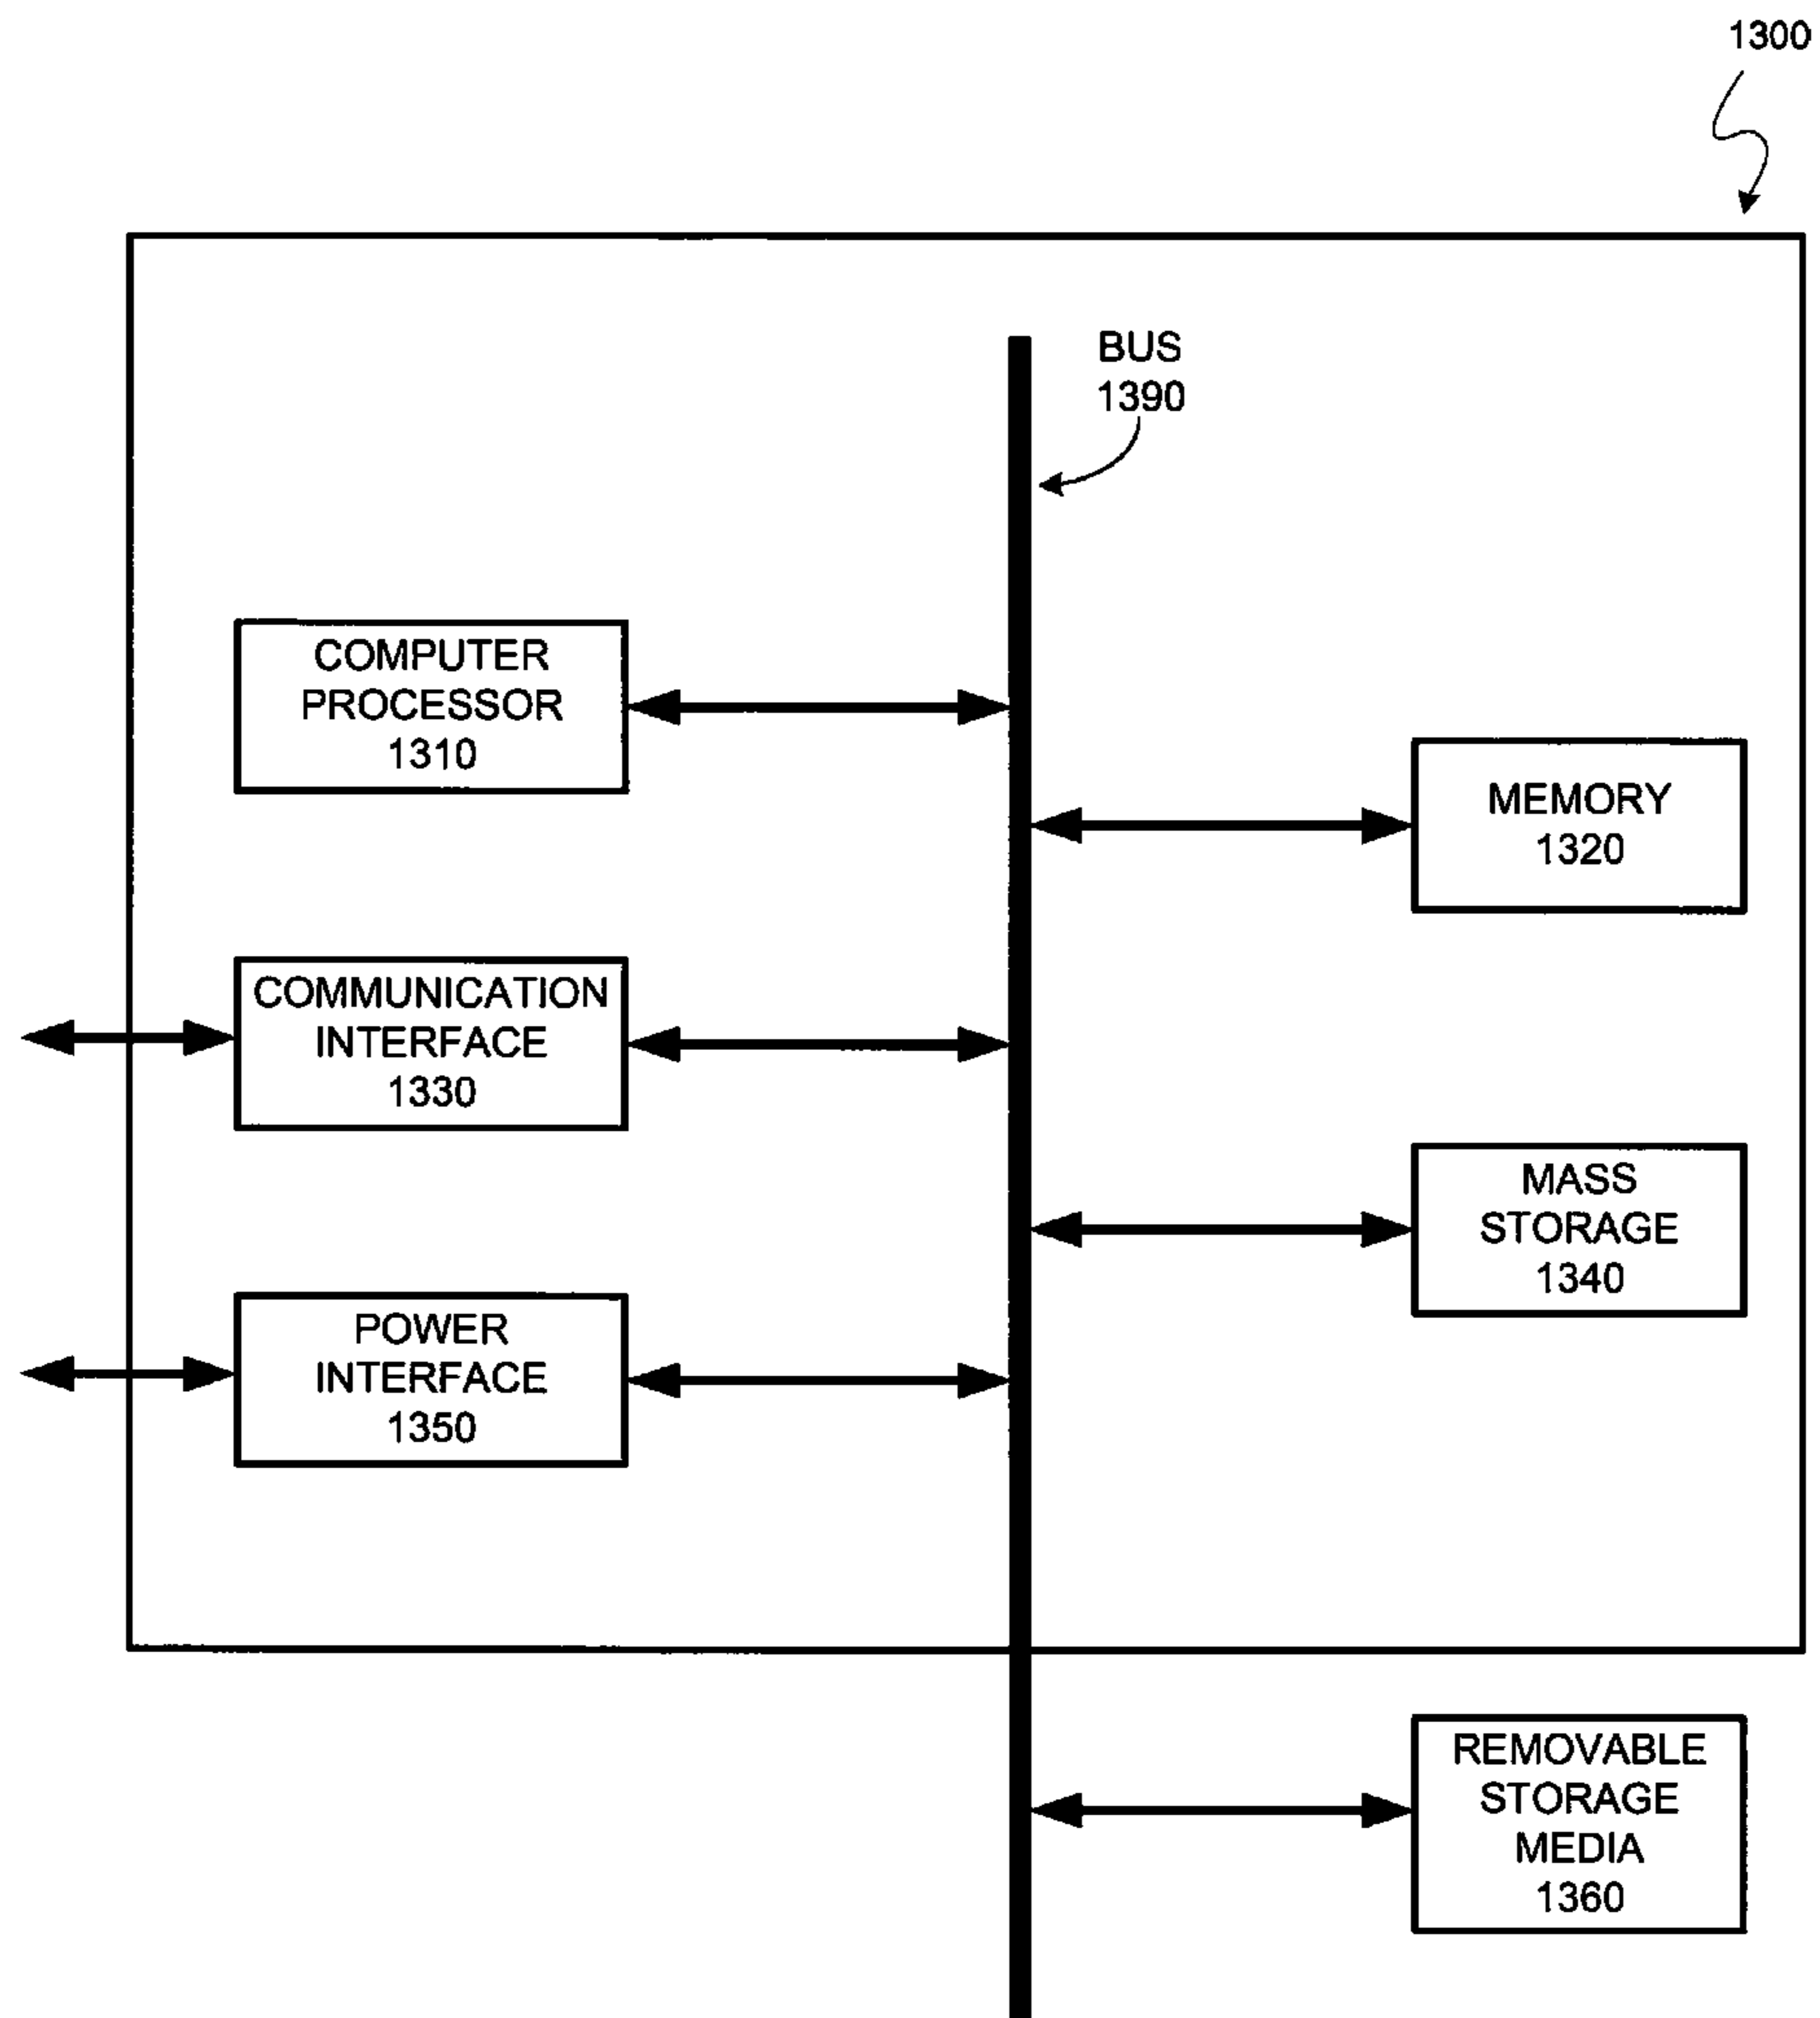 1300
BUS
1390
COMPUTER
PROCESSOR
1310
MEMORY
1320
COMMUNICATION
INTERFACE
1330
MASS
STORAGE
1340
POWER
INTERFACE
1350
REMOVABLE
STORAGE
MEDIA
1360